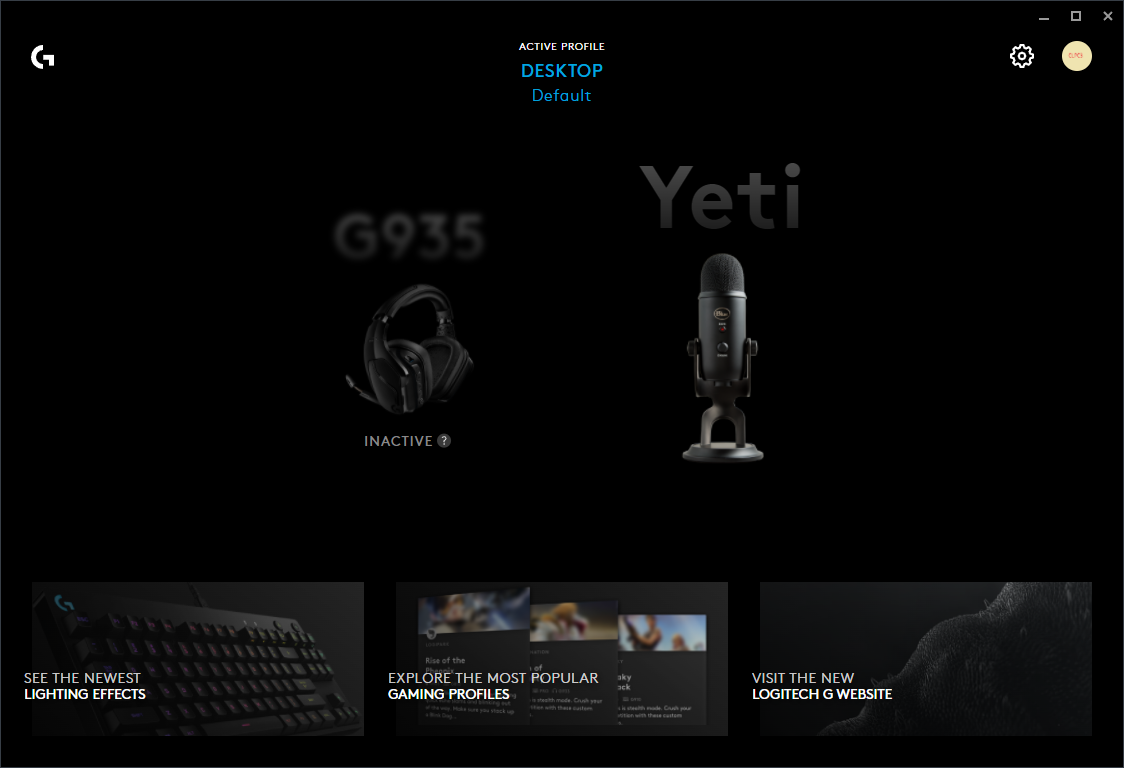 ACTIVE PROFILE
DESKTOP
Default
Yeti
G935
INACTIVE ?
SEE THE NEWEST
LIGHTING EFFECTS
EXPLORE THE MOST POPULAR
GAMING PROFILES
Rise of the
VISIT THE NEW
LOGITECH G WEBSITE